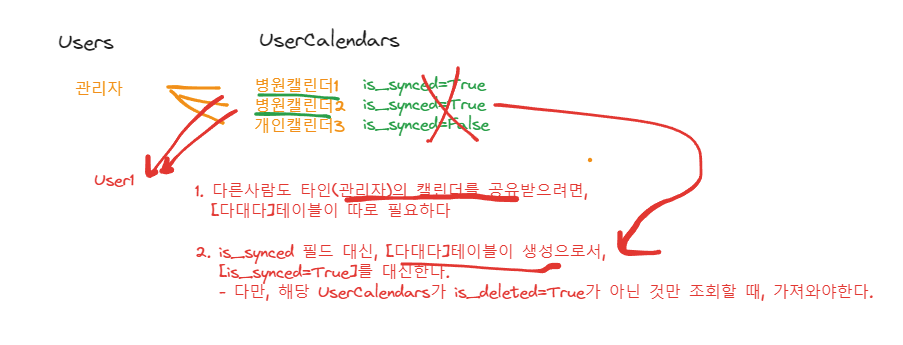 Users
UserCalendars
관리자
병원캘린더1 is_synced=True
병원캘린더2 is_synced=True
개인캘린더3 is_synced=False
User1
1. 다른사람도 타인(관리자)의 캘린더를 공유받으려면,
[다대다]테이블이 따로 필요하다
2. is_synced 필드 대신, [다대다]테이블이 생성으로서,
[is_synced=True]를 대신한다.
- 다만, 해당 UserCalendars가 is_deleted=True가 아닌 것만 조회할 때, 가져와야한다.